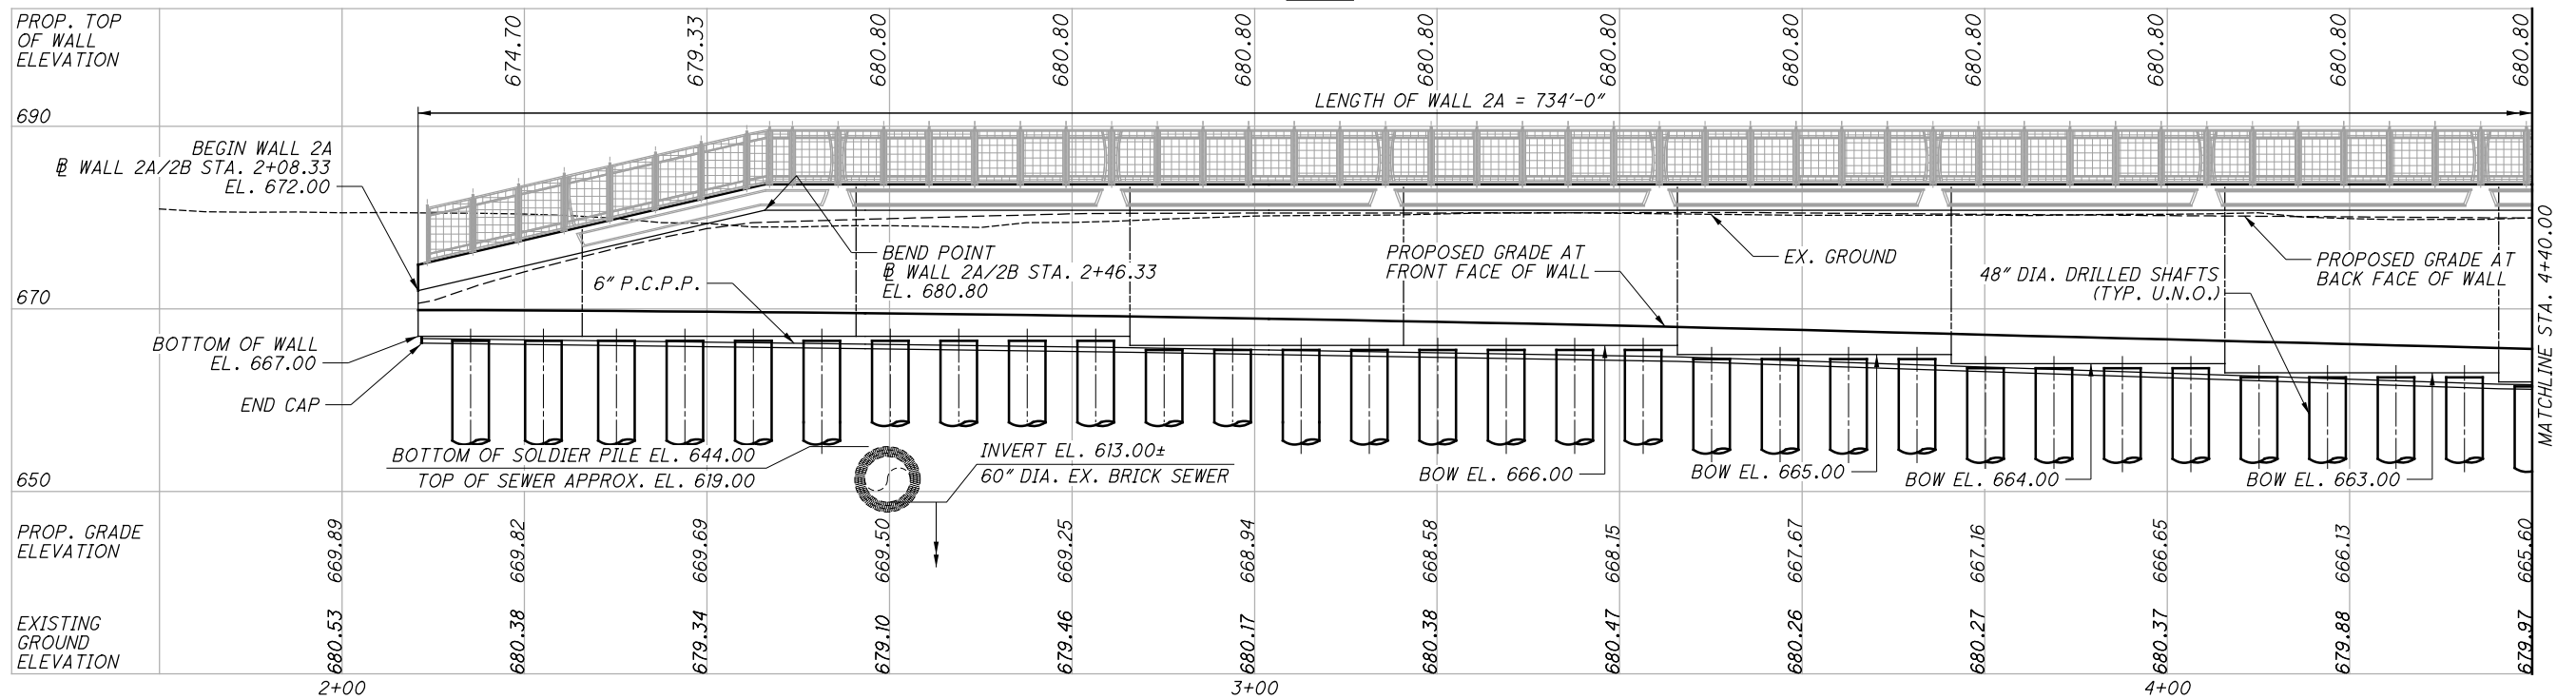 PROP. TOP
OF WALL
ELEVATION
674.70
679.33
680.80
680.80
680.80
680.80
680.80
680.80
680.80
680.80
680.80
680.80
LENGTH OF WALL 2A = 734'-0"
690
BEGIN WALL 2A
WALL 2A/2B STA. 2+08.33
EL. 672.00
BEND POINT
WALL 2A/2B STA. 2+46.33
EL. 680.80
6" P.C.P.P.
PROPOSED GRADE AT
FRONT FACE OF WALL
EX. GROUND
48" DIA. DRILLED SHAFTS
(TYP. U.N.O.)
PROPOSED GRADE AT
BACK FACE OF WALL
MATCHLINE STA. 4+40.00
670
BOTTOM OF WALL
EL. 667.00
END CAP
BOTTOM OF SOLDIER PILE EL. 644.00
TOP OF SEWER APPROX. EL. 619.00
INVERT EL. 613.00±
60" DIA. EX. BRICK SEWER
BOW EL. 666.00
BOW EL. 665.00
BOW EL. 664.00
BOW EL. 663.00
650
PROP. GRADE
ELEVATION
669.89
669.82
669.69
669.50
669.25
668.94
668.58
668.15
667.67
667.16
666.65
666.13
665.60
EXISTING
GROUND
ELEVATION
680.53
680.38
679.34
679.10
679.46
680.17
680.38
680.47
680.26
680.27
680.37
679.88
679.97
2+00
3+00
4+00